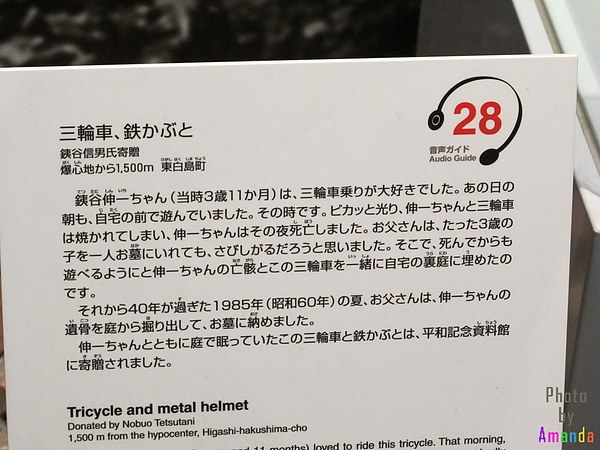 28
音声ガイド
Audio Guide
三輪車、鉄かぶと
銕谷信男氏寄贈
爆心地から1,500m 東白島町
銕谷伸一ちゃん(当時3歳11か月)は、三輪車乗りが大好きでした。あの日の
朝も、自宅の前で遊んでいました。その時です。ピカッと光り、伸一ちゃんと三輪車
は焼かれてしまい、伸一ちゃんはその夜死亡しました。お父さんは、たった3歳の
子を一人お墓にいれても、さびしがるだろうと思いました。そこで、死んでからも
遊べるようにと伸一ちゃんの亡骸とこの三輪車を一緒に自宅の裏庭に埋めたの
です。
それから40年が過ぎた1985年(昭和60年)の夏、お父さんは、伸一ちゃんの
遺骨を庭から掘り出して、お墓に納めました。
伸一ちゃんとともに庭で眠っていたこの三輪車と鉄かぶとは、平和記念資料館
に寄贈されました。
Tricycle and metal helmet
Donated by Nobuo Tetsutani
1,500 m from the hypocenter, Higashi-hakushima-cho
and 11 months) loved to ride this tricycle. That morning,
Photo
by
Amanda